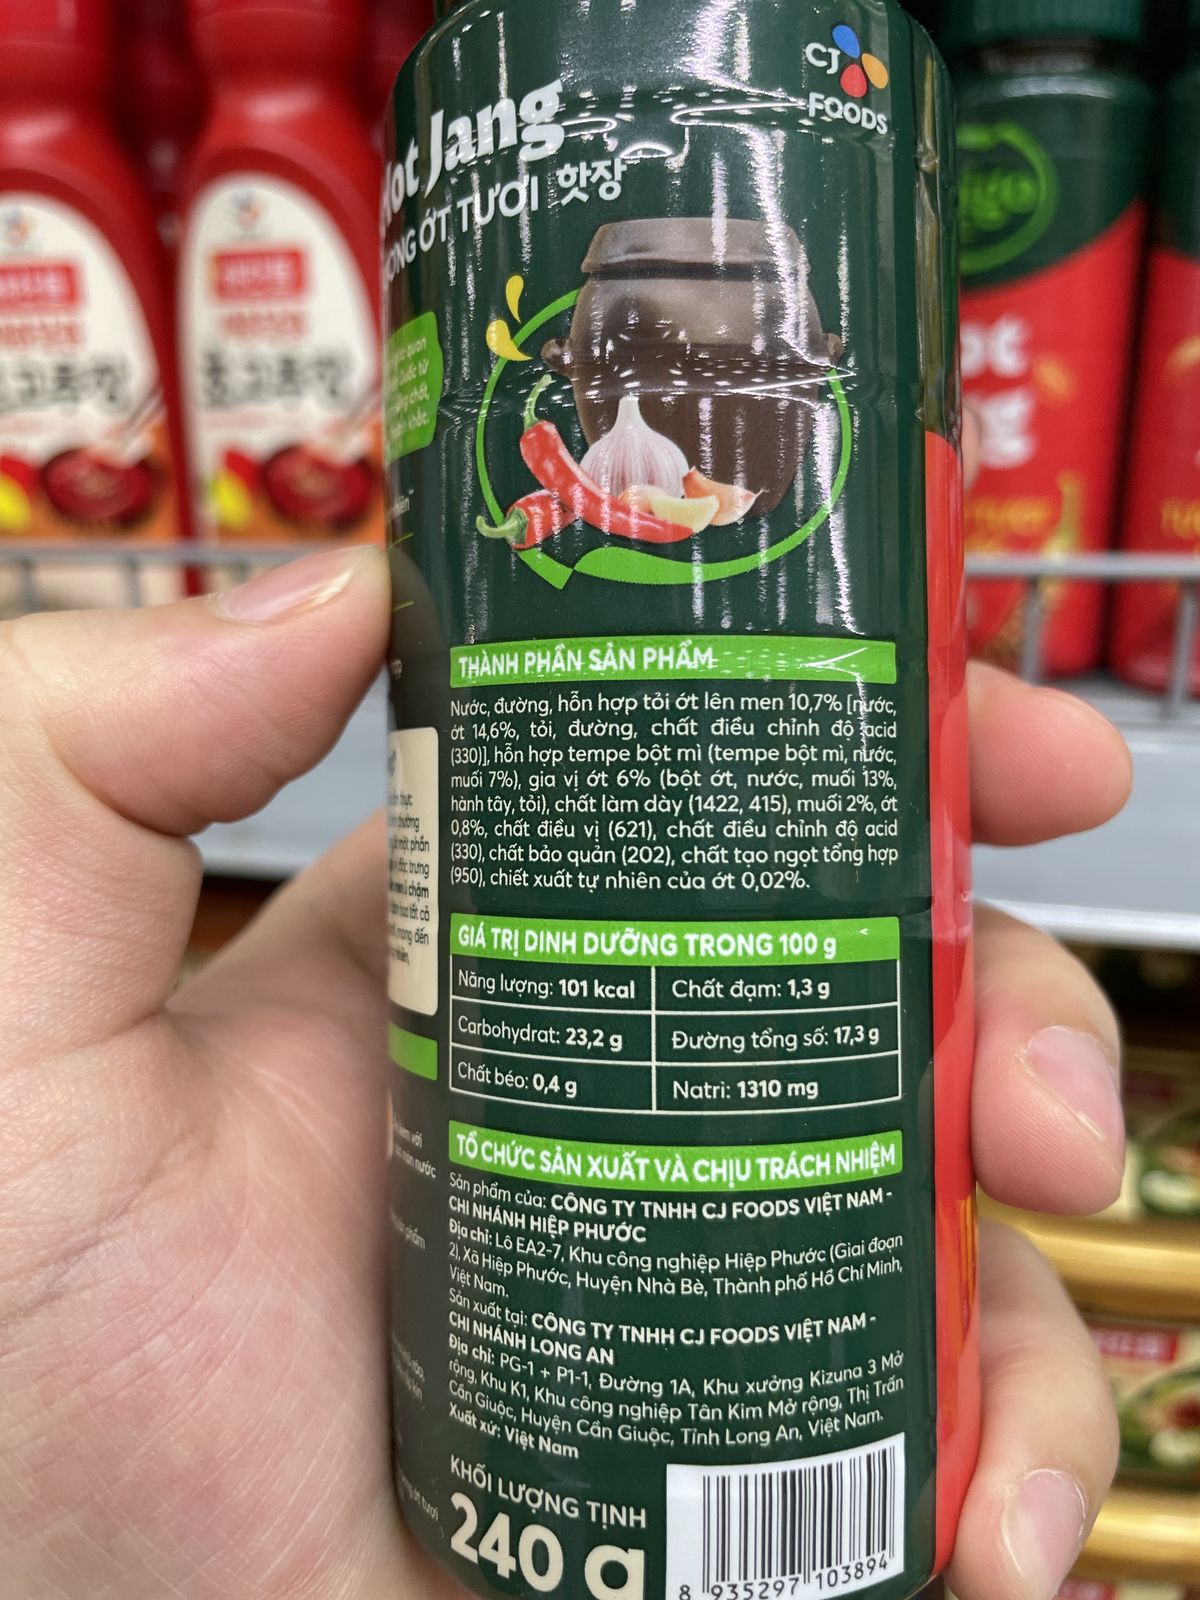 CJ
FOODS
Hot Jang
ỚT TƯƠI 핫장
THÀNH PHẦN SẢN PHẨM
Nước, đường, hỗn hợp tỏi ớt lên men 10,7% [nước,
ớt 14,6%, tỏi, đường, chất điều chỉnh độ acid
(330)], hỗn hợp tempe bột mì (tempe bột mì, nước,
muối 7%), gia vị ớt 6% (bột ớt, nước, muối 13%,
hành tây, tỏi), chất làm dày (1422, 415), muối 2%, ớt
0,8%, chất điều vị (621), chất điều chỉnh độ acid
(330), chất bảo quản (202), chất tạo ngọt tổng hợp
(950), chiết xuất tự nhiên của ớt 0,02%.
GIÁ TRỊ DINH DƯỠNG TRONG 100 g
Năng lượng: 101 kcal
Chất đạm: 1,3 g
Carbohydrat: 23,2 g
Đường tổng số: 17,3 g
Chất béo: 0,4 g
Natri: 1310 mg
TỔ CHỨC SẢN XUẤT VÀ CHỊU TRÁCH NHIỆM
Sản phẩm của: CÔNG TY TNHH CJ FOODS VIỆT NAM -
CHI NHÁNH HIỆP PHƯỚC
Địa chỉ: Lô EA2-7, Khu công nghiệp Hiệp Phước (Giai đoạn
2), Xã Hiệp Phước, Huyện Nhà Bè, Thành phố Hồ Chí Minh,
Việt Nam.
Sản xuất tại: CÔNG TY TNHH CJ FOODS VIỆT NAM -
CHI NHÁNH LONG AN
Địa chỉ: PG-1 + P1-1, Đường 1A, Khu xưởng Kizuna 3 Mở
rộng, Khu K1, Khu công nghiệp Tân Kim Mở rộng, Thị Trấn
Cần Giuộc, Huyện Cần Giuộc, Tỉnh Long An, Việt Nam.
Xuất xứ: Việt Nam
KHỐI LƯỢNG TỊNH
240 g
8 935297 103894